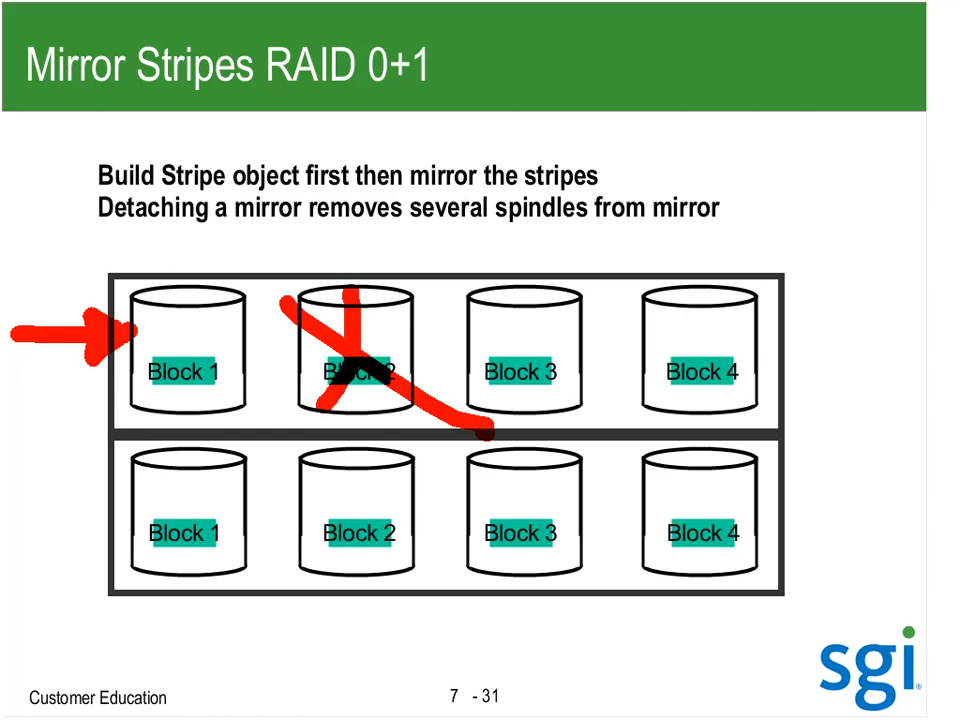 Mirror Stripes RAID 0+1
Build Stripe object first then mirror the stripes
Detaching a mirror removes several spindles from mirror
Block 1 Block 2 Block 3 Block 4
Block 1 Block 2 Block 3 Block 4
sgi
Customer Education 7 - 31